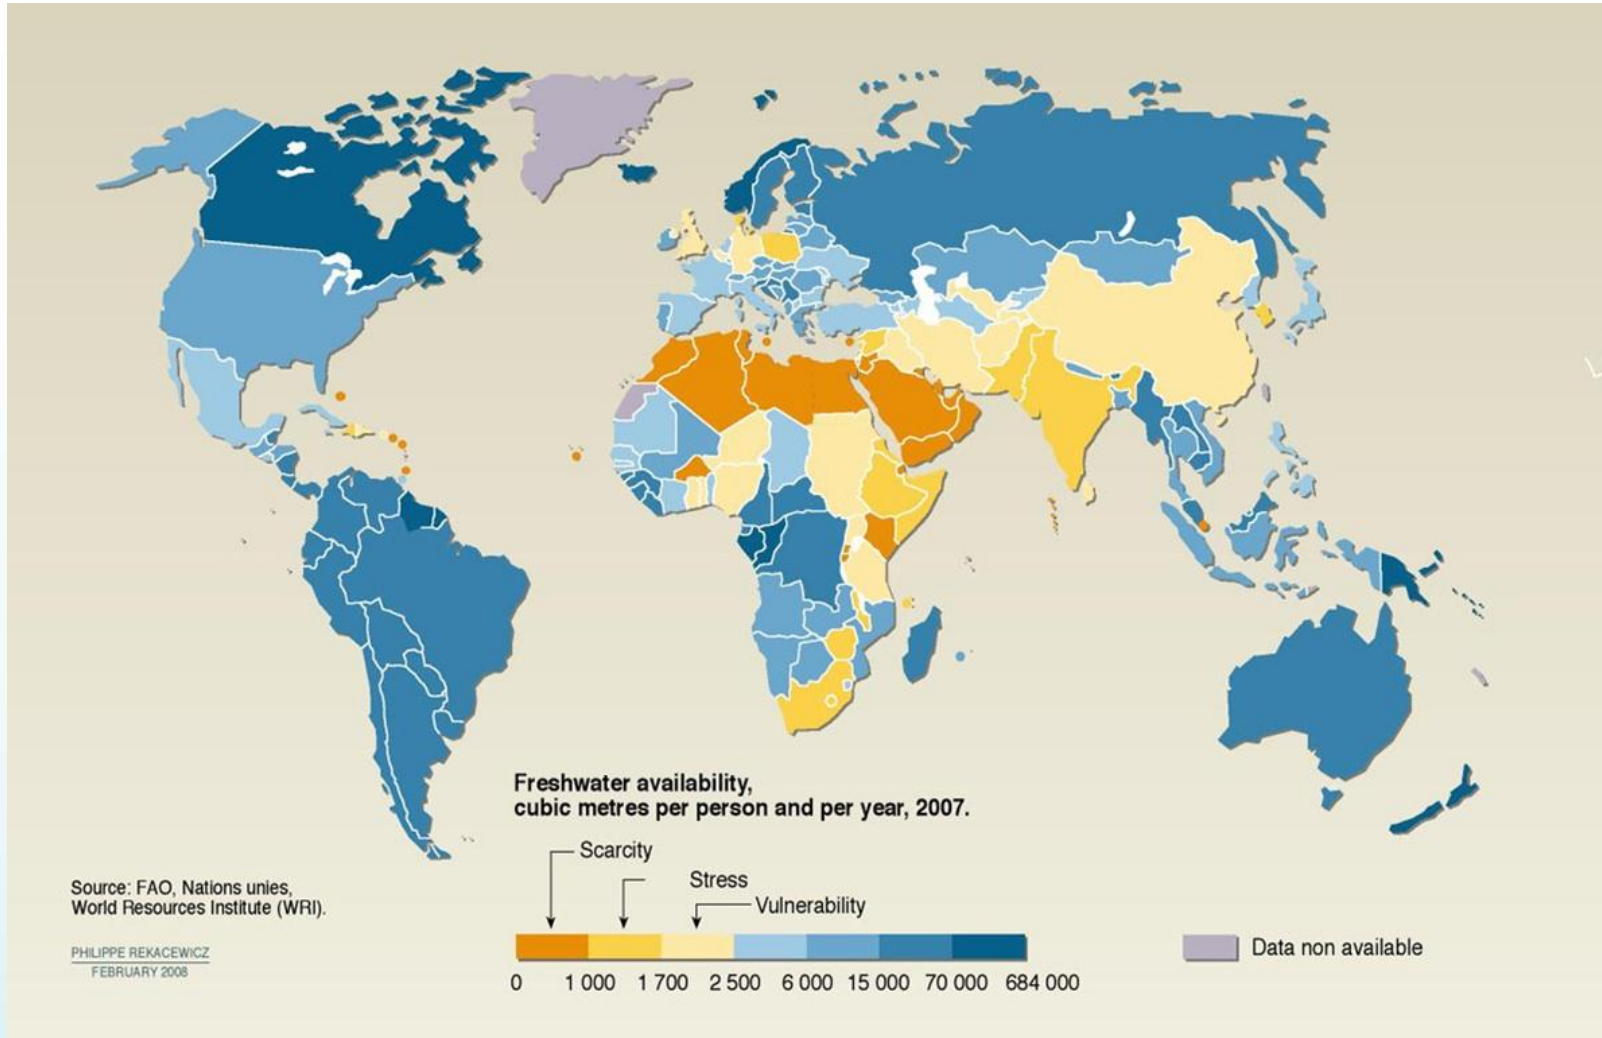 Freshwater availability,
cubic metres per person and per year, 2007.
Scarcity
Stress
Vulnerability
0 1 000 1 700 2 500 6 000 15 000 70 000 684 000
Data non available
Source: FAO, Nations unies,
World Resources Institute (WRI).
PHILIPPE REKACEWICZ
FEBRUARY 2008